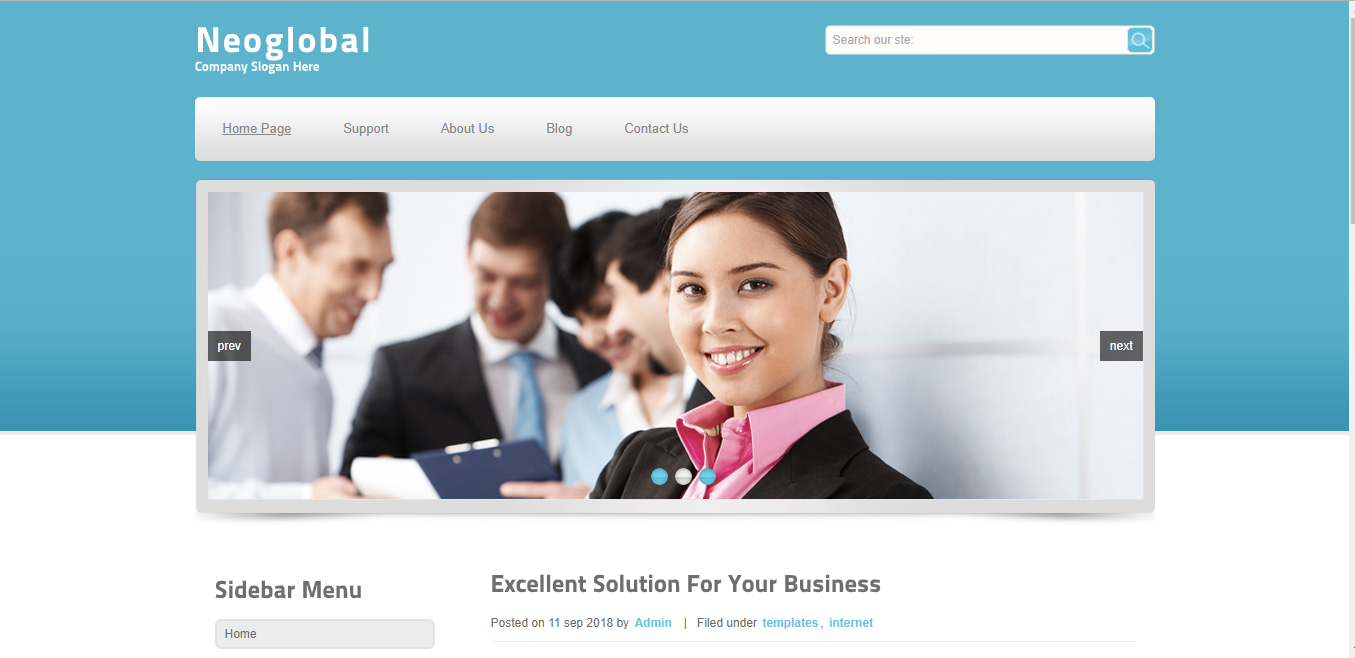 Neoglobal
Company Slogan Here
Search our ste:
Home Page Support About Us Blog Contact Us
prev
next
Sidebar Menu
Home
Excellent Solution For Your Business
Posted on 11 sep 2018 by Admin | Filed under templates, internet